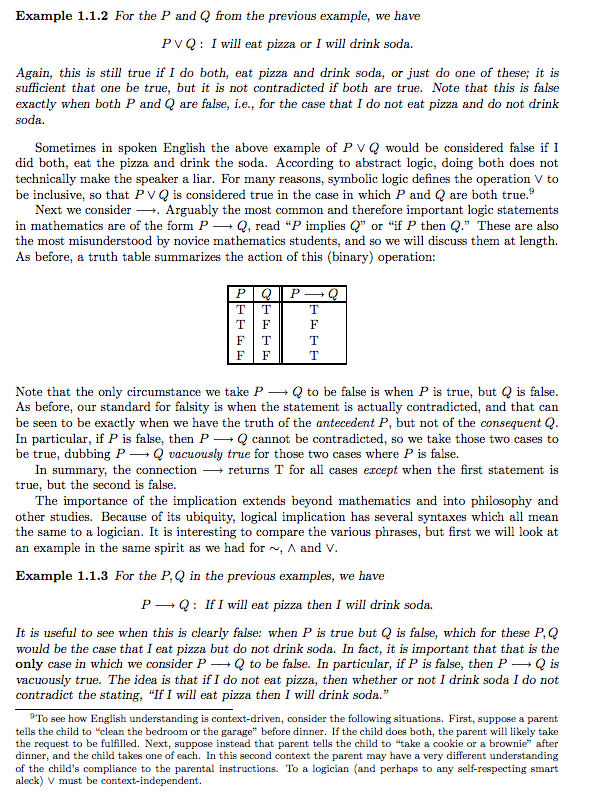 Example 1.1.2 For the P and Q from the previous example, we have
P ∨ Q : I will eat pizza or I will drink soda.
Again, this is still true if I do both, eat pizza and drink soda, or just do one of these; it is
sufficient that one be true, but it is not contradicted if both are true. Note that this is false
exactly when both P and Q are false, i.e., for the case that I do not eat pizza and do not drink
soda.
Sometimes in spoken English the above example of P ∨ Q would be considered false if I
did both, eat the pizza and drink the soda. According to abstract logic, doing both does not
technically make the speaker a liar. For many reasons, symbolic logic defines the operation ∨ to
be inclusive, so that P ∨ Q is considered true in the case in which P and Q are both true.⁹
Next we consider ⟶. Arguably the most common and therefore important logic statements
in mathematics are of the form P ⟶ Q, read “P implies Q” or “if P then Q.” These are also
the most misunderstood by novice mathematics students, and so we will discuss them at length.
As before, a truth table summarizes the action of this (binary) operation:
P Q P ⟶ Q
T T T
T F F
F T T
F F T
Note that the only circumstance we take P ⟶ Q to be false is when P is true, but Q is false.
As before, our standard for falsity is when the statement is actually contradicted, and that can
be seen to be exactly when we have the truth of the antecedent P, but not of the consequent Q.
In particular, if P is false, then P ⟶ Q cannot be contradicted, so we take those two cases to
be true, dubbing P ⟶ Q vacuously true for those two cases where P is false.
In summary, the connection ⟶ returns T for all cases except when the first statement is
true, but the second is false.
The importance of the implication extends beyond mathematics and into philosophy and
other studies. Because of its ubiquity, logical implication has several syntaxes which all mean
the same to a logician. It is interesting to compare the various phrases, but first we will look at
an example in the same spirit as we had for ∼, ∧ and ∨.
Example 1.1.3 For the P, Q in the previous examples, we have
P ⟶ Q : If I will eat pizza then I will drink soda.
It is useful to see when this is clearly false: when P is true but Q is false, which for these P, Q
would be the case that I eat pizza but do not drink soda. In fact, it is important that that is the
only case in which we consider P ⟶ Q to be false. In particular, if P is false, then P ⟶ Q is
vacuously true. The idea is that if I do not eat pizza, then whether or not I drink soda I do not
contradict the stating, “If I will eat pizza then I will drink soda.”
⁹To see how English understanding is context-driven, consider the following situations. First, suppose a parent
tells the child to “clean the bedroom or the garage” before dinner. If the child does both, the parent will likely take
the request to be fulfilled. Next, suppose instead that parent tells the child to “take a cookie or a brownie” after
dinner, and the child takes one of each. In this second context the parent may have a very different understanding
of the child’s compliance to the parental instructions. To a logician (and perhaps to any self-respecting smart
aleck) ∨ must be context-independent.